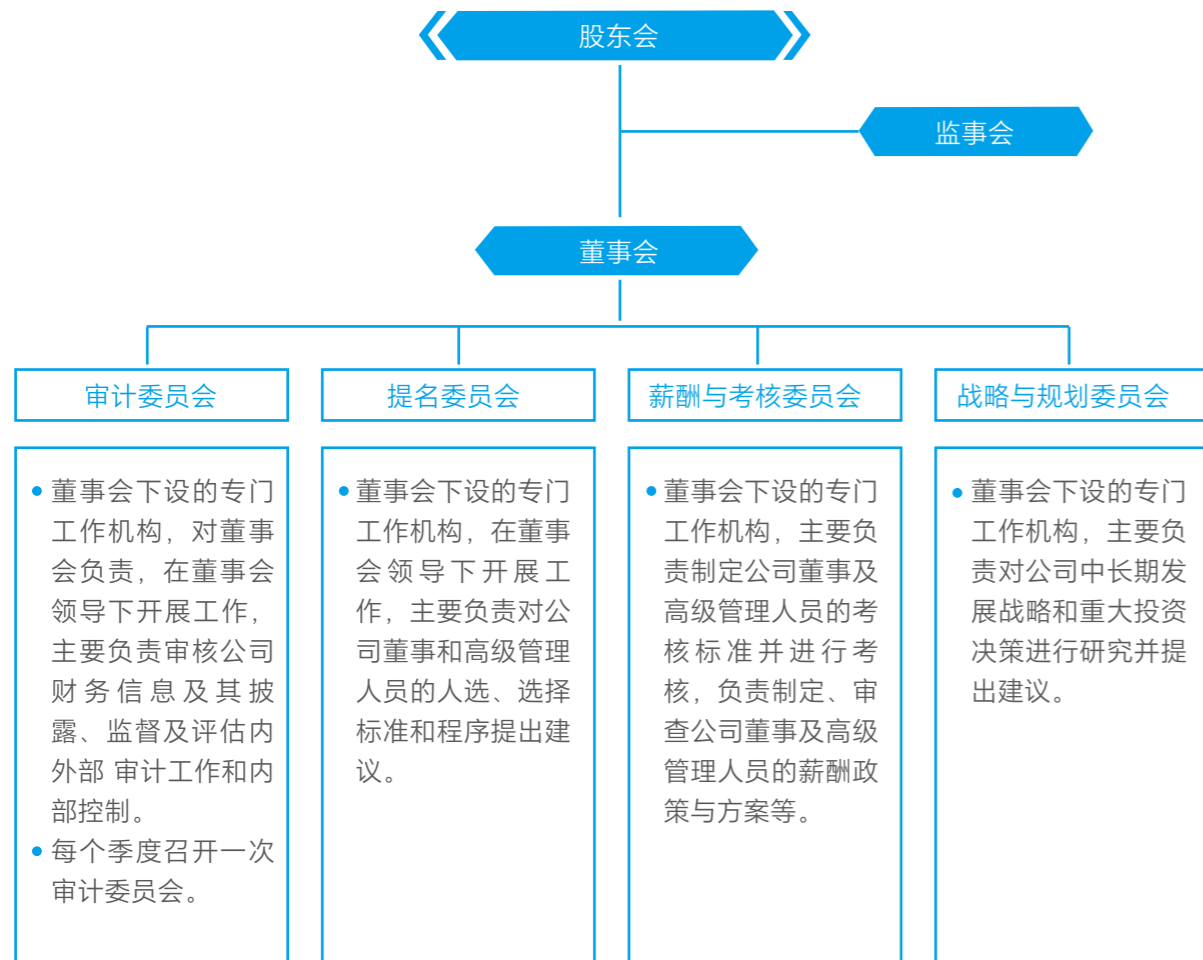 股东会
监事会
董事会
审计委员会
提名委员会
薪酬与考核委员会
战略与规划委员会
董事会下设的专门
工作机构，对董事
会负责，在董事会
领导下开展工作，
主要负责审核公司
财务信息及其披
露、监督及评估内
外部 审计工作和内
部控制。
每个季度召开一次
审计委员会。
董事会下设的专门
工作机构，在董事
会领导下开展工
作，主要负责对公
司董事和高级管理
人员的人选、选择
标准和程序提出建
议。
董事会下设的专门
工作机构，主要负
责制定公司董事及
高级管理人员的考
核标准并进行考
核，负责制定、审
查公司董事及高级
管理人员的薪酬政
策与方案等。
董事会下设的专门
工作机构，主要负
责对公司中长期发
展战略和重大投资
决策进行研究并提
出建议。